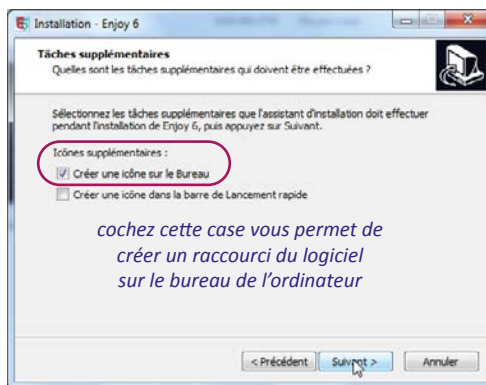 Installation - Enjoy 6
Tâches supplémentaires
Quelles sont les tâches supplémentaires qui doivent être effectuées ?
Sélectionnez les tâches supplémentaires que l'assistant d'installation doit effectuer
pendant l'installation de Enjoy 6, puis appuyez sur Suivant.
Icônes supplémentaires :
Créer une icône sur le Bureau
Créer une icône dans la barre de Lancement rapide
cochez cette case vous permet de
créer un raccourci du logiciel
sur le bureau de l'ordinateur
< Précédent Suivant > Annuler